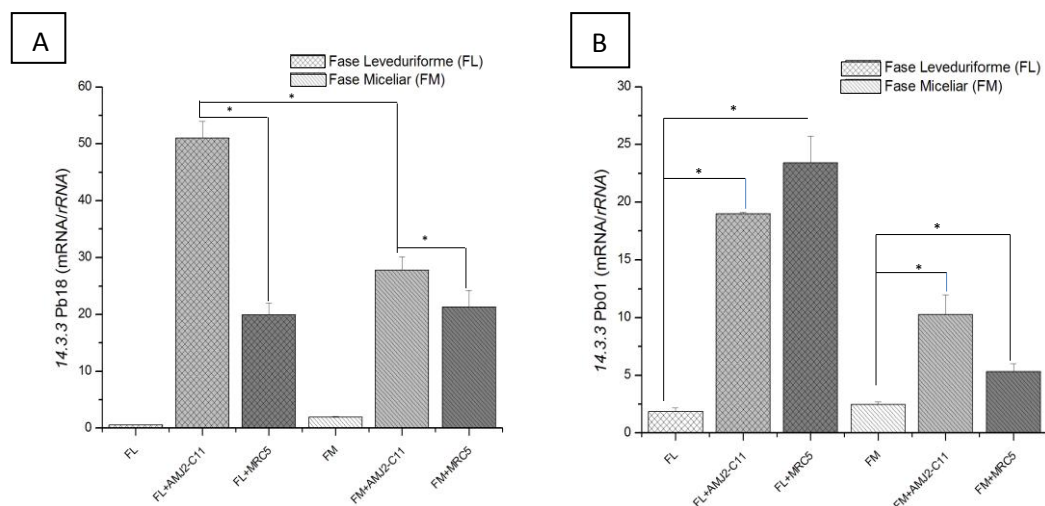 A
Fase Leveduriforme (FL)
Fase Miceliar (FM)
14.3.3 Pb18 (mRNA/rRNA)
60
50
40
30
20
10
0
*
*
*
FL
FL+AMJ2-C11
FL+MRC5
FM
FM+AMJ2-C11
FM+MRC5
B
Fase Leveduriforme (FL)
Fase Miceliar (FM)
14.3.3 Pb01 (mRNA/rRNA)
30
25
20
15
10
5
0
*
*
*
*
FL
FL+AMJ2-C11
FL+MRC5
FM
FM+AMJ2-C11
FM+MRC5